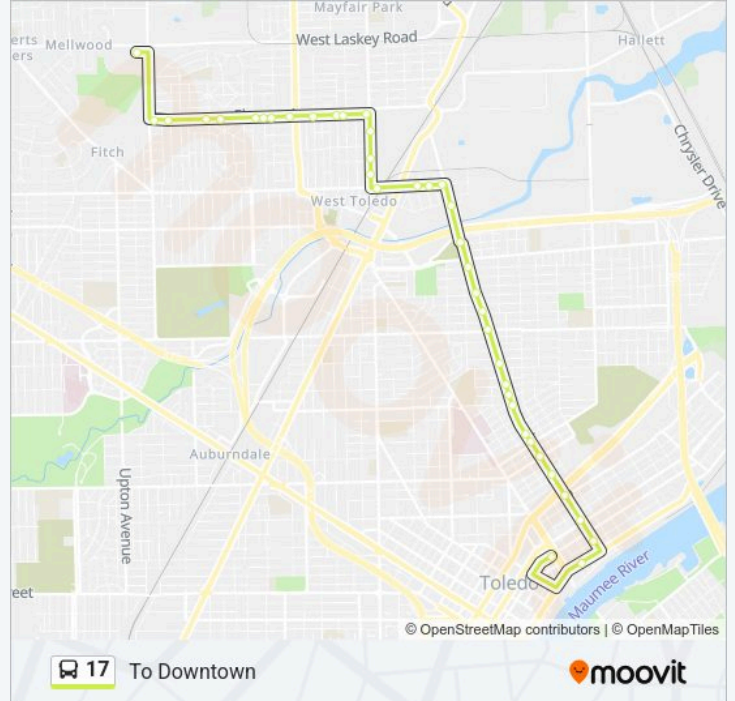 Mayfair Park
West Laskey Road
Hallett
erts
Mellwood
ers
Chrysler Drive
Fitch
West Toledo
Auburndale
Upton Avenue
Toledo
Maumee River
eet
© OpenStreetMap contributors | © OpenMapTiles
17 To Downtown
moovit